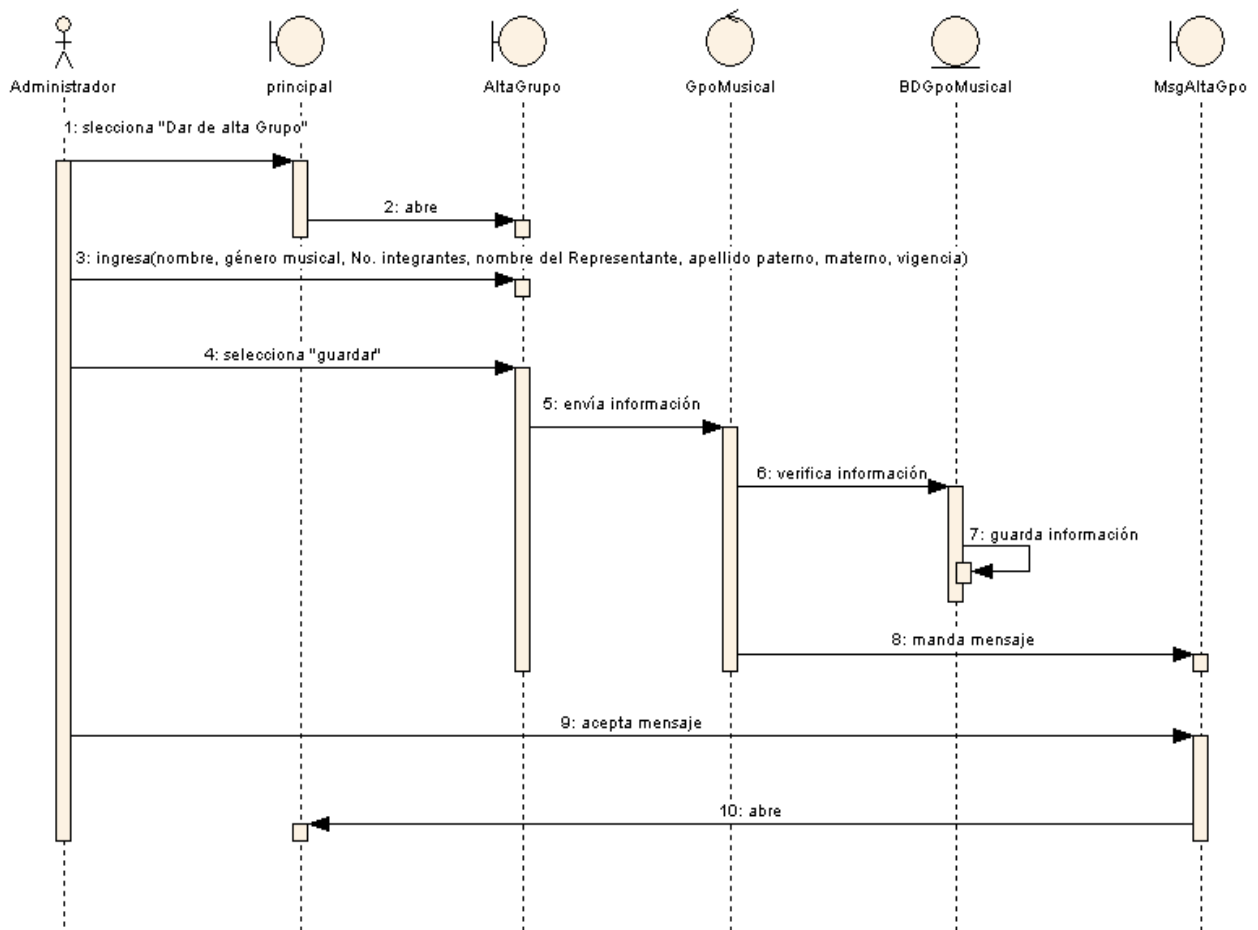 Administrador
principal
AltaGrupo
GpoMusical
BDGpoMusical
MsgAltaGpo
1: slecciona "Dar de alta Grupo"
2: abre
3: ingresa(nombre, género musical, No. integrantes, nombre del Representante, apellido paterno, materno, vigencia)
4: selecciona "guardar"
5: envía información
6: verifica información
7: guarda información
8: manda mensaje
9: acepta mensaje
10: abre